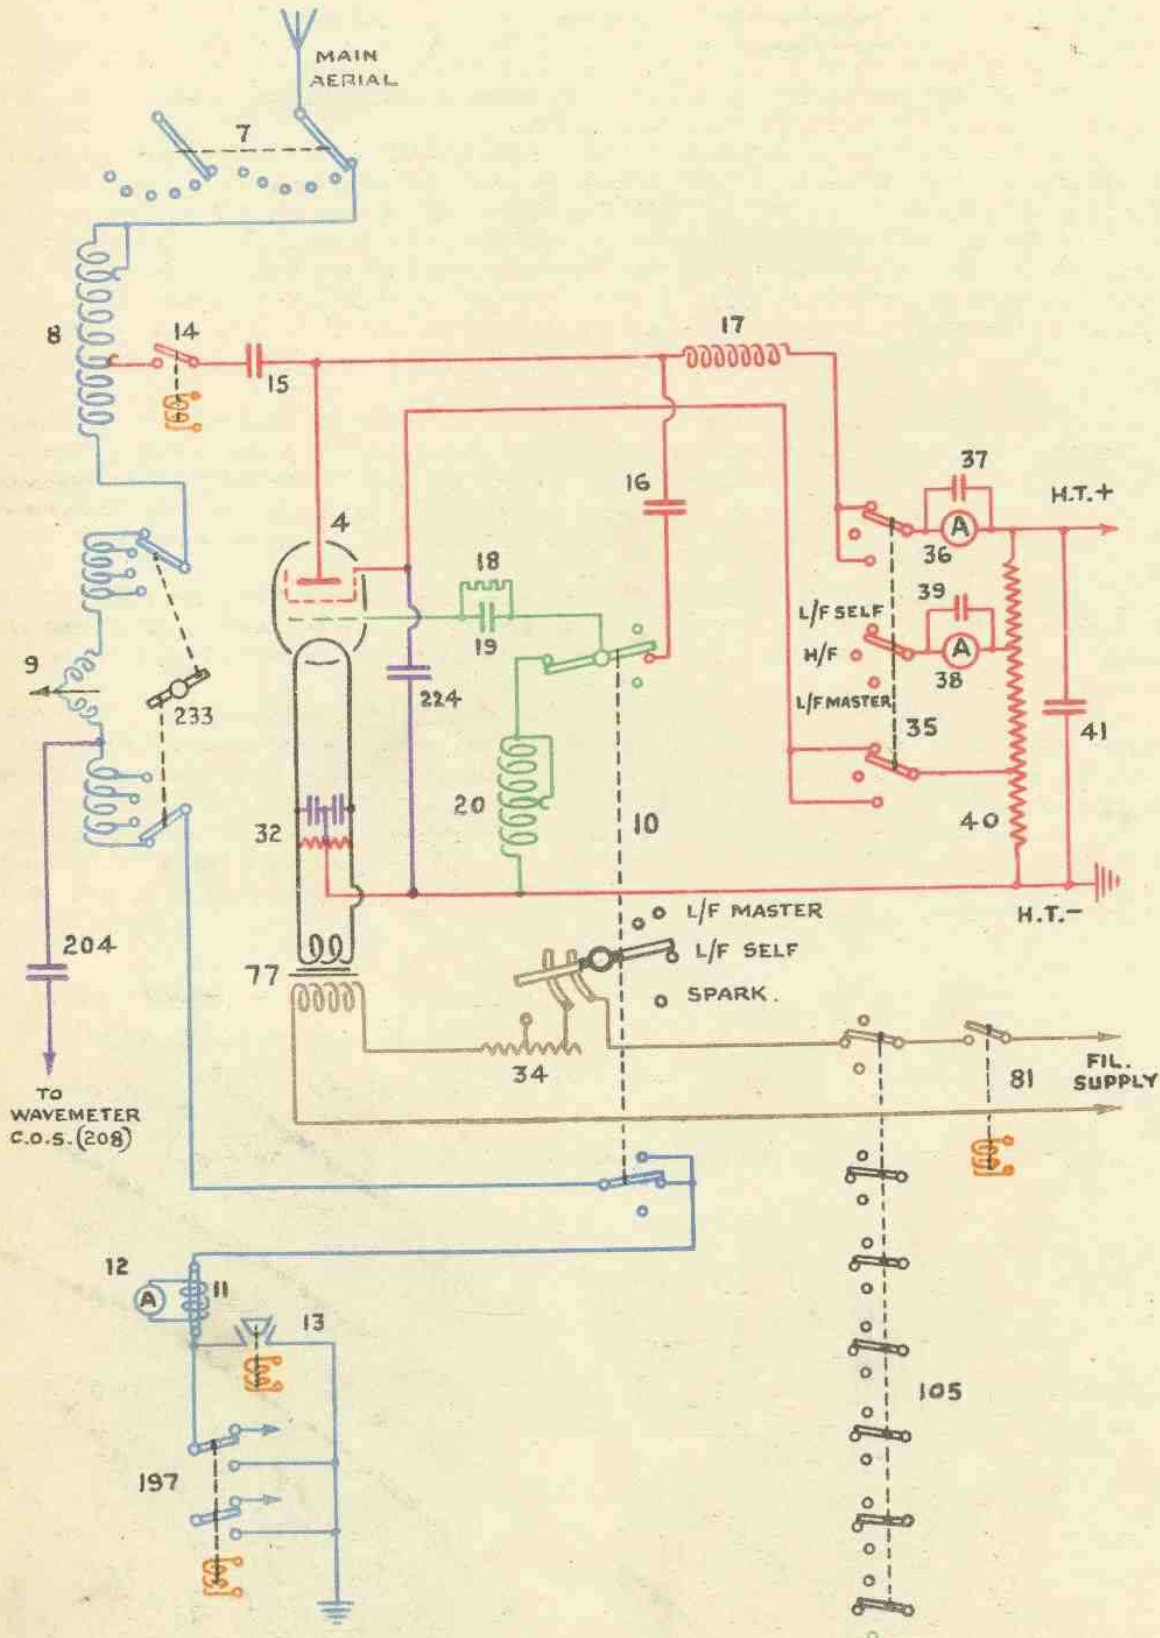 MAIN
AERIAL
7
8
14
15
17
37
H.T.+
16
4
36
A
18
39
L/F SELF
H/F
A
19
9
38
L/F MASTER
224
233
35
41
20
32
10
40
H.T.-
L/F MASTER
204
L/F SELF
77
SPARK.
34
81
FIL.
SUPPLY
TO
WAVEMETER
C.O.S.(208)
12
11
A
13
105
197